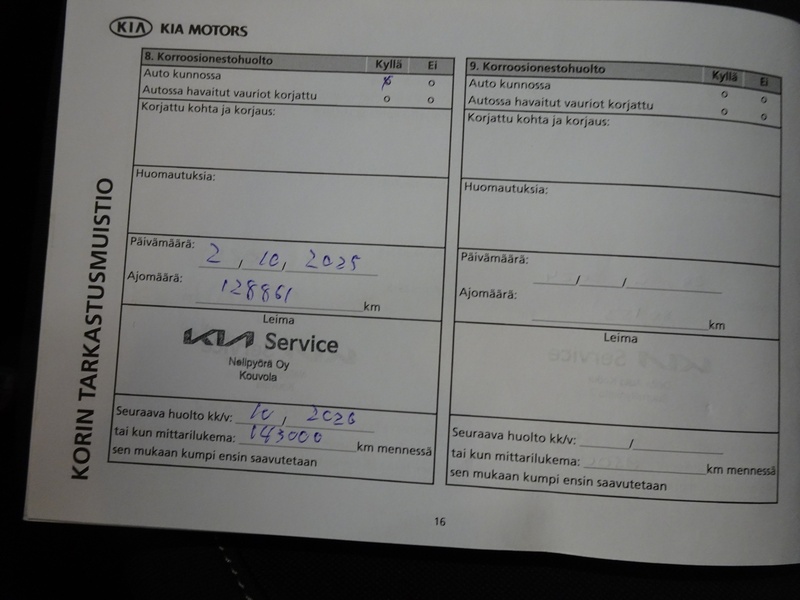 KIA KIA MOTORS
KORIN TARKASTUSMUISTIO
8. Korroosionestohuolto Kyllä Ei
Auto kunnossa
Autossa havaitut vauriot korjattu
Korjattu kohta ja korjaus:
Huomautuksia:
Päivämäärä: 2, 10, 2025
Ajomäärä: 128861 km
Leima
KIA Service
Nelipyörä Oy
Kouvola
Seuraava huolto kk/v: 10, 2026
tai kun mittarilukema: 143000 km mennessä
sen mukaan kumpi ensin saavutetaan
9. Korroosionestohuolto Kyllä Ei
Auto kunnossa
Autossa havaitut vauriot korjattu
Korjattu kohta ja korjaus:
Huomautuksia:
Päivämäärä: / /
Ajomäärä: km
Leima
Seuraava huolto kk/v: /
tai kun mittarilukema: km mennessä
sen mukaan kumpi ensin saavutetaan
16